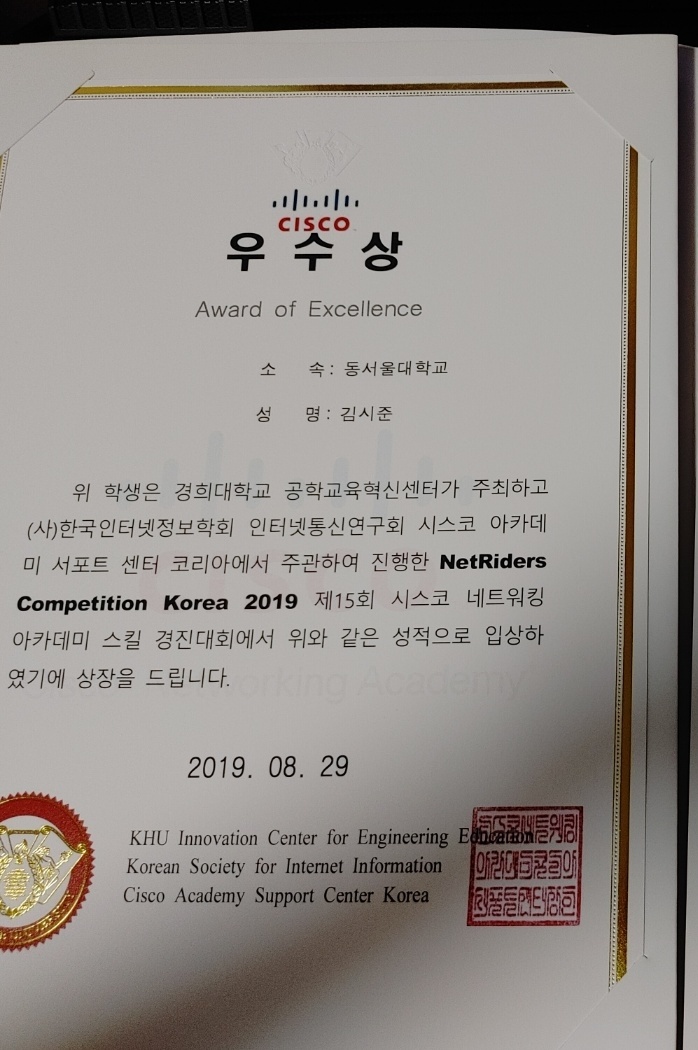 CISCO
우 수 상
Award of Excellence
소 속 : 동서울대학교
성 명 : 김시준
위 학생은 경희대학교 공학교육혁신센터가 주최하고
(사)한국인터넷정보학회 인터넷통신연구회 시스코 아카데
미 서포트 센터 코리아에서 주관하여 진행한 NetRiders
Competition Korea 2019 제15회 시스코 네트워킹
아카데미 스킬 경진대회에서 위와 같은 성적으로 입상하
였기에 상장을 드립니다.
Networking Academy
2019. 08. 29
KHU Innovation Center for Engineering Education
Korean Society for Internet Information
Cisco Academy Support Center Korea